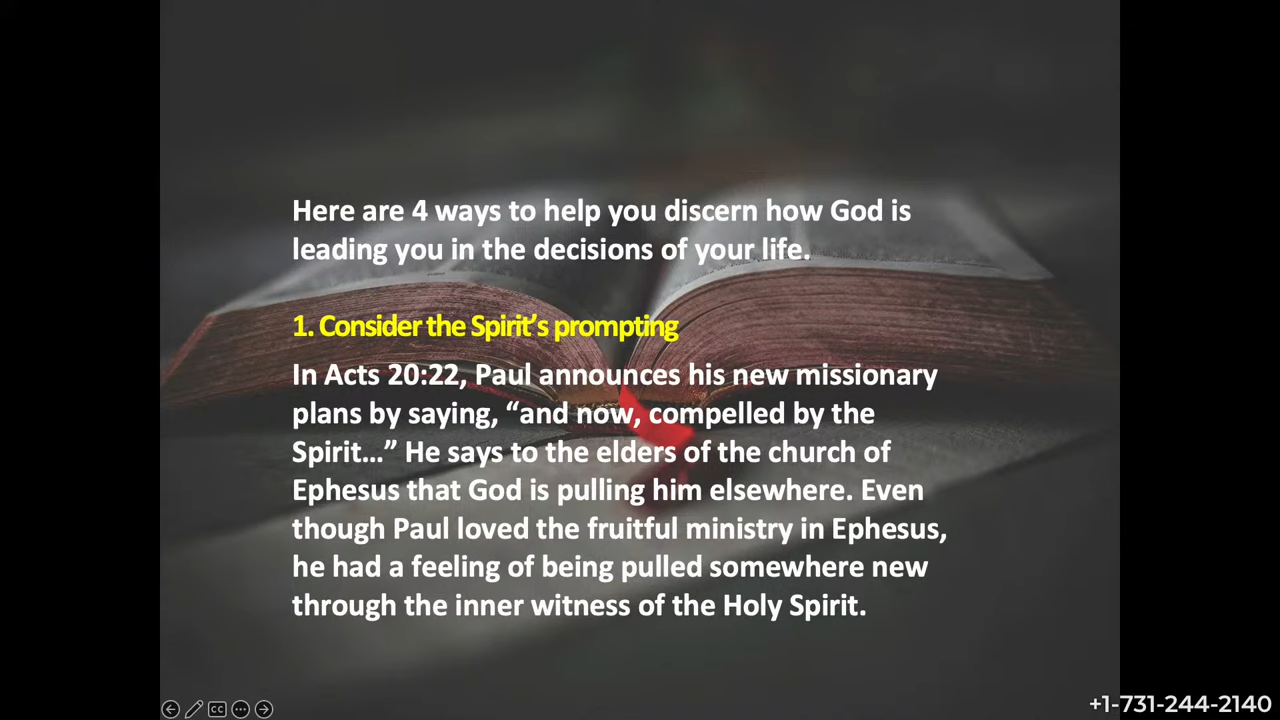 Here are 4 ways to help you discern how God is
leading you in the decisions of your life.
1. Consider the Spirit’s prompting
In Acts 20:22, Paul announces his new missionary
plans by saying, “and now, compelled by the
Spirit…” He says to the elders of the church of
Ephesus that God is pulling him elsewhere. Even
though Paul loved the fruitful ministry in Ephesus,
he had a feeling of being pulled somewhere new
through the inner witness of the Holy Spirit.
CC
+1-731-244-2140